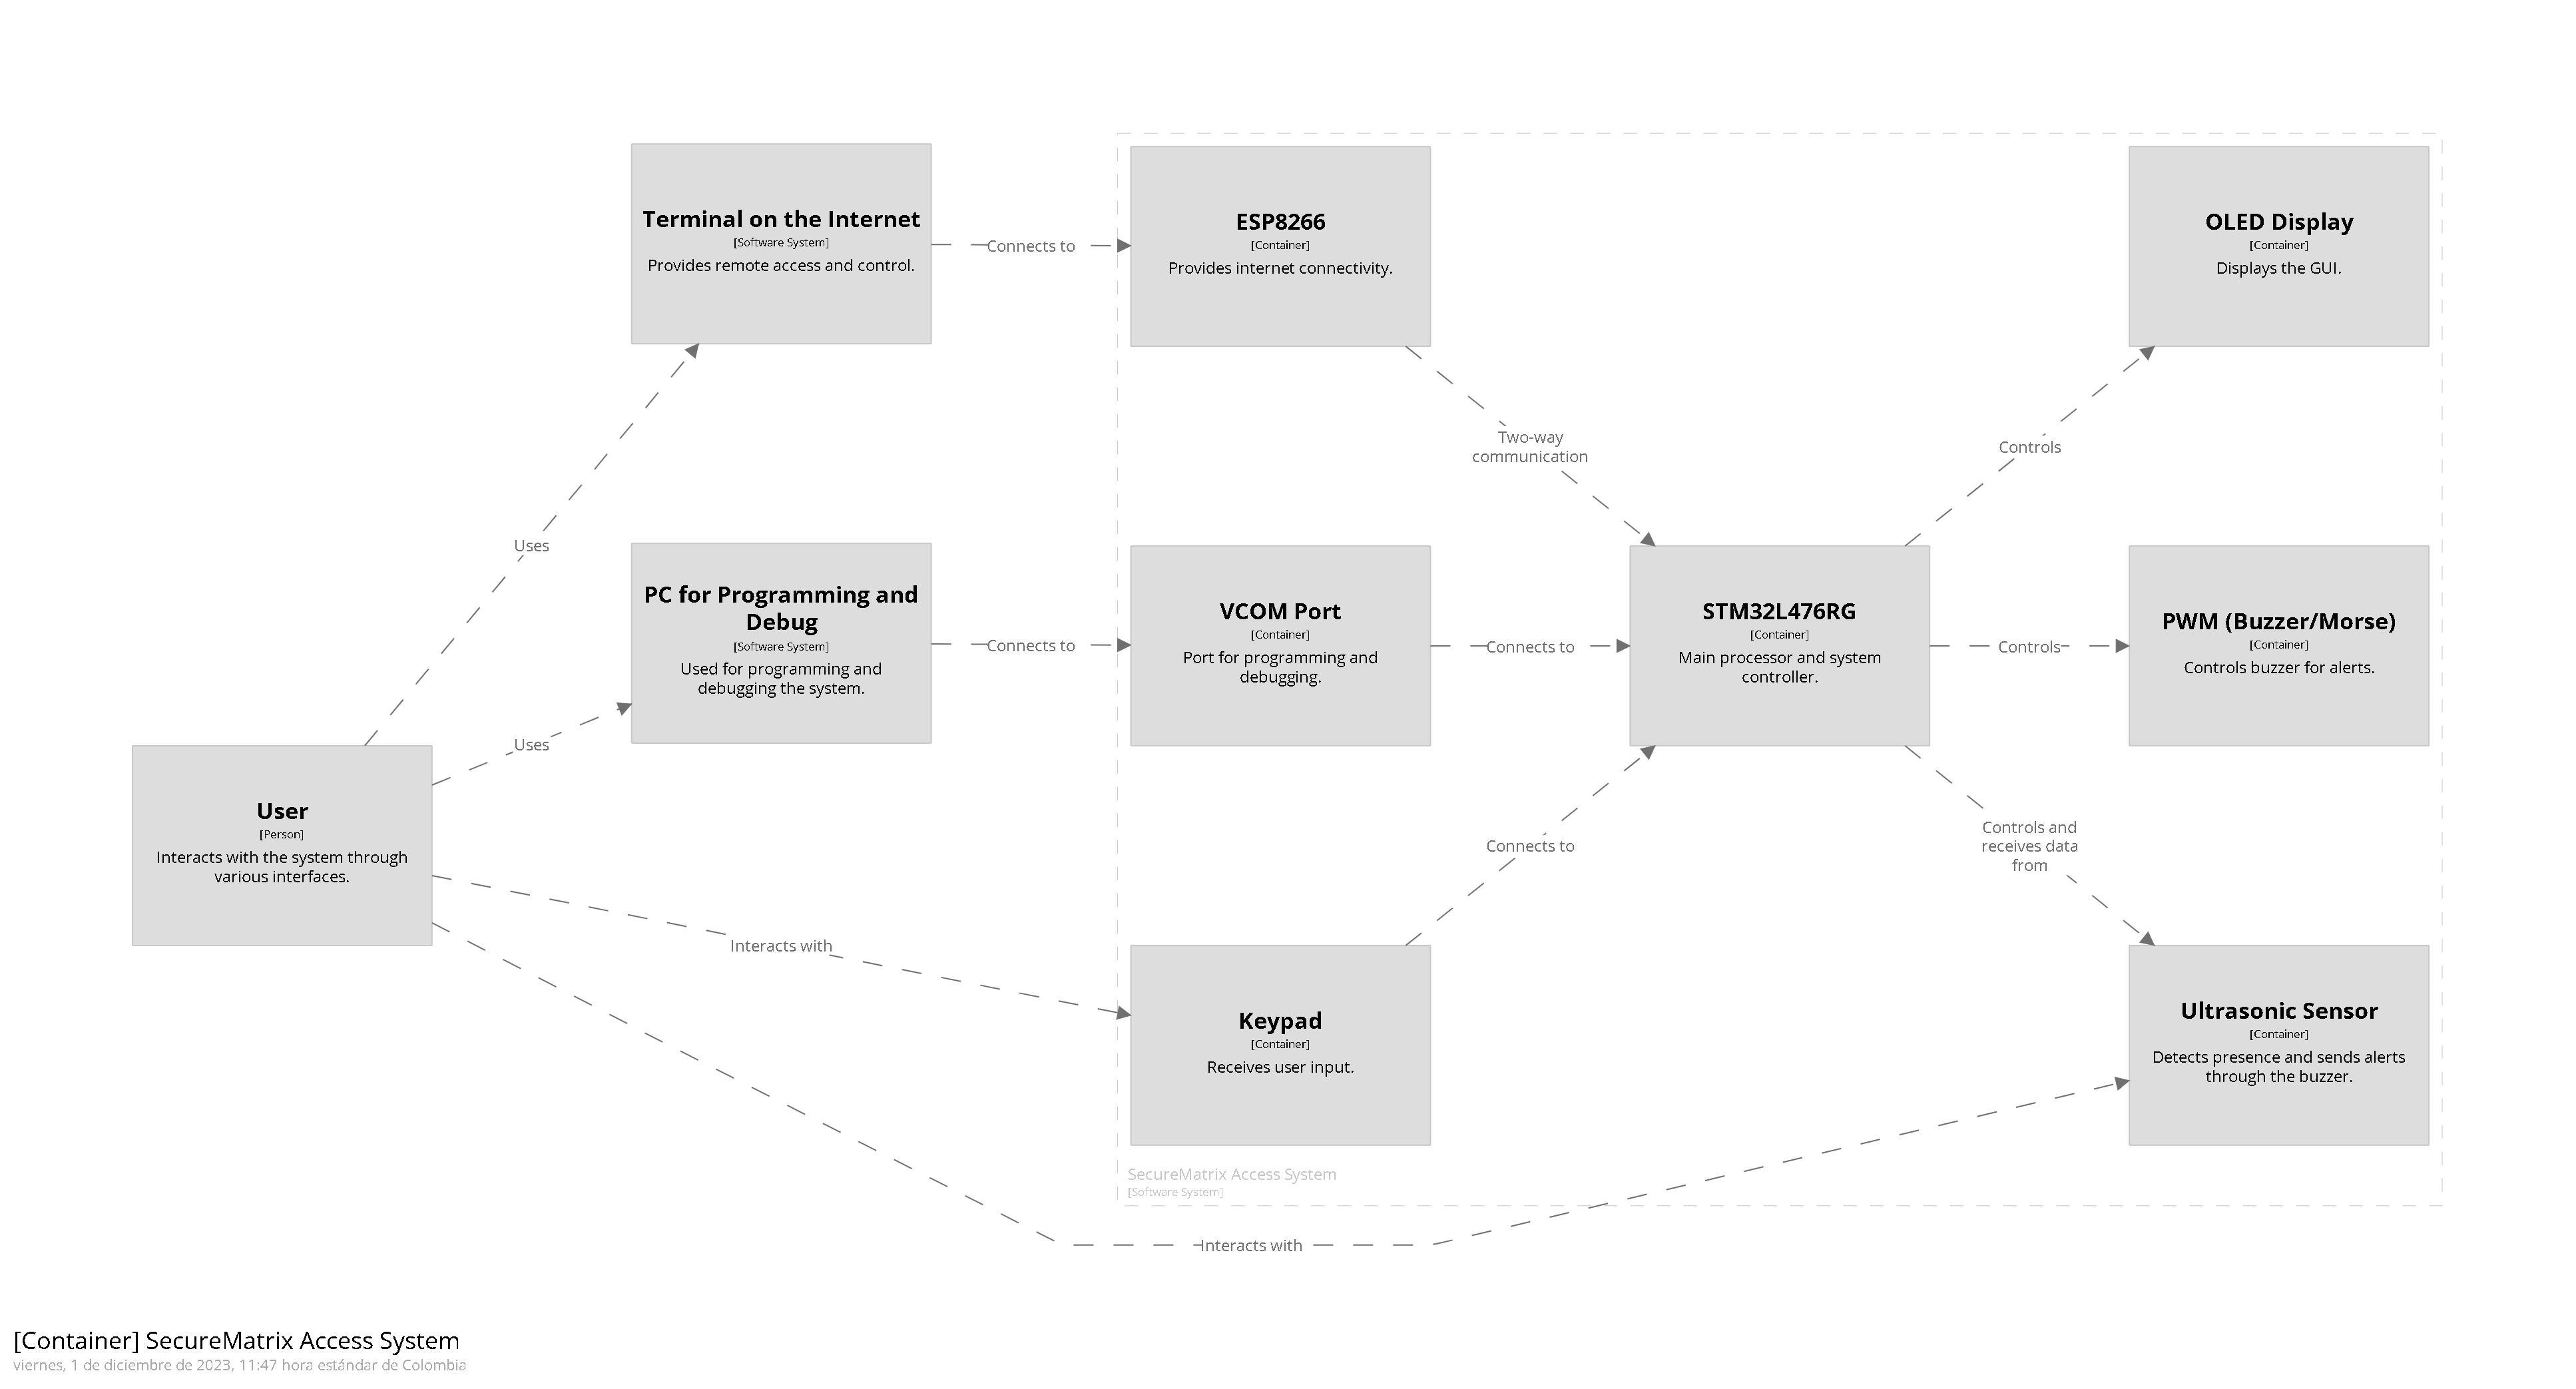 Terminal on the Internet
[Software System]
Provides remote access and control.
Connects to
ESP8266
[Container]
Provides internet connectivity.
OLED Display
[Container]
Displays the GUI.
Two-way
communication
Controls
Uses
PC for Programming and
Debug
[Software System]
Used for programming and
debugging the system.
Connects to
VCOM Port
[Container]
Port for programming and
debugging.
Connects to
STM32L476RG
[Container]
Main processor and system
controller.
Controls
PWM (Buzzer/Morse)
[Container]
Controls buzzer for alerts.
Uses
User
[Person]
Interacts with the system through
various interfaces.
Connects to
Controls and
receives data
from
Interacts with
Keypad
[Container]
Receives user input.
Ultrasonic Sensor
[Container]
Detects presence and sends alerts
through the buzzer.
SecureMatrix Access System
[Software System]
Interacts with
[Container] SecureMatrix Access System
viernes, 1 de diciembre de 2023, 11:47 hora estándar de Colombia